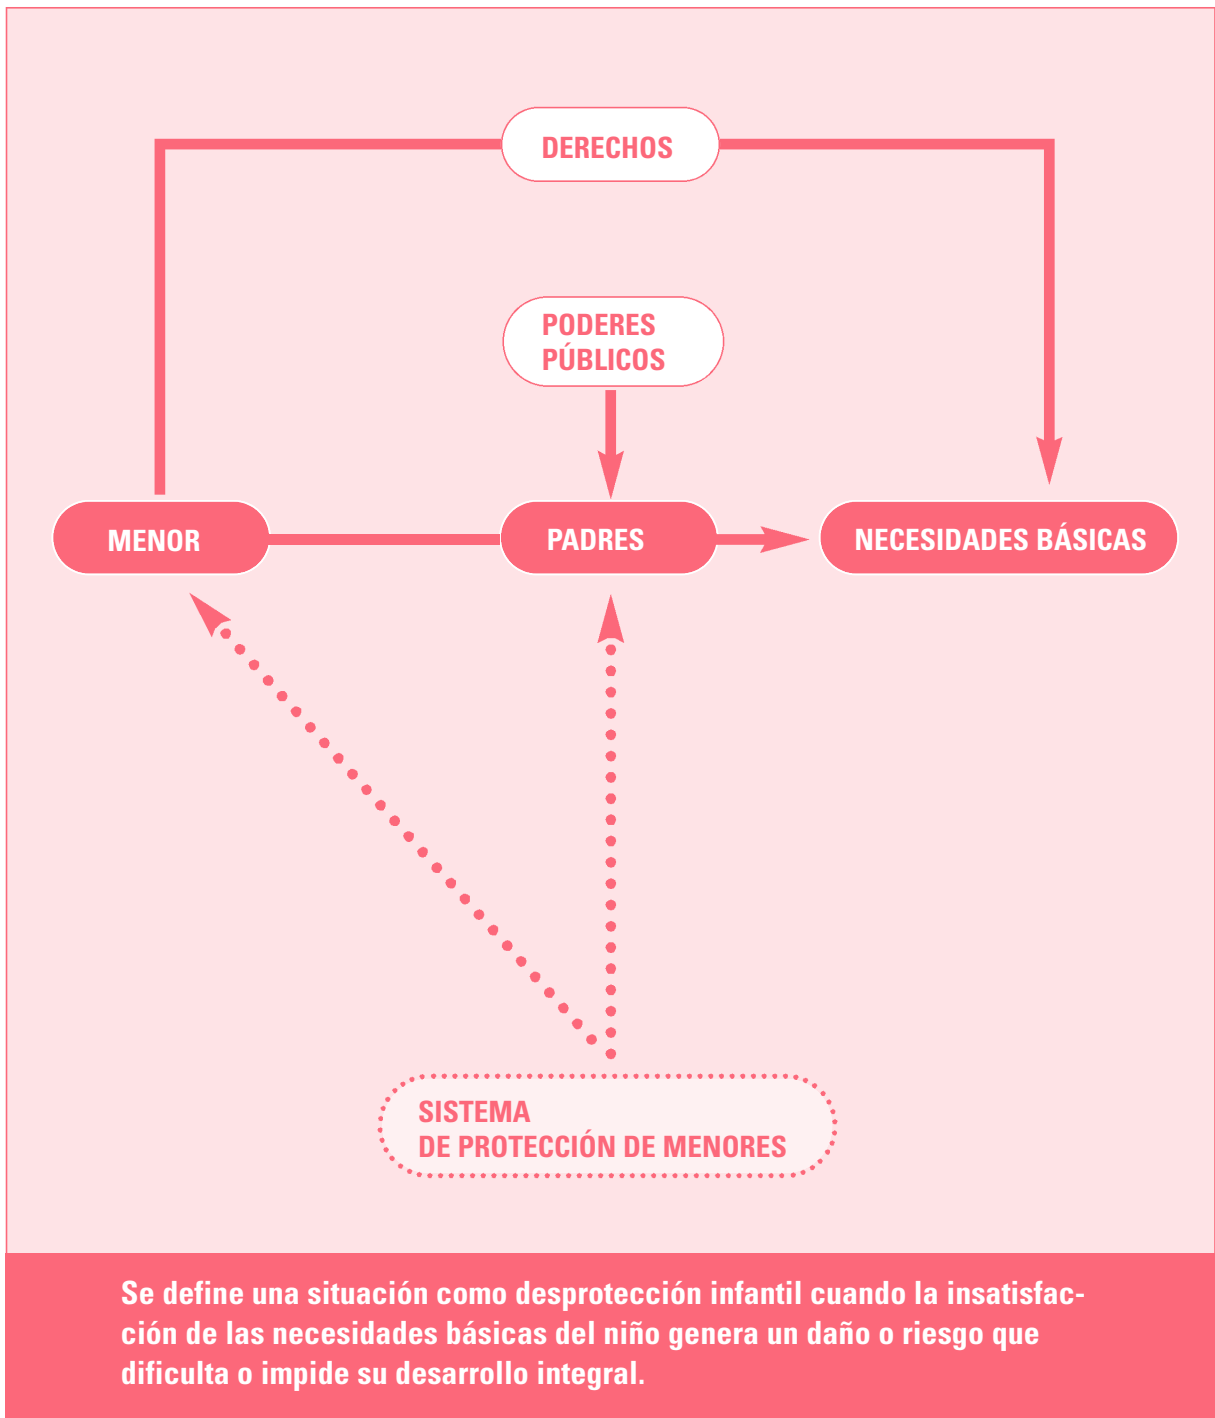 DERECHOS
PODERES
PÚBLICOS
MENOR
PADRES
NECESIDADES BÁSICAS
SISTEMA
DE PROTECCIÓN DE MENORES
Se define una situación como desprotección infantil cuando la insatisfac-
ción de las necesidades básicas del niño genera un daño o riesgo que
dificulta o impide su desarrollo integral.